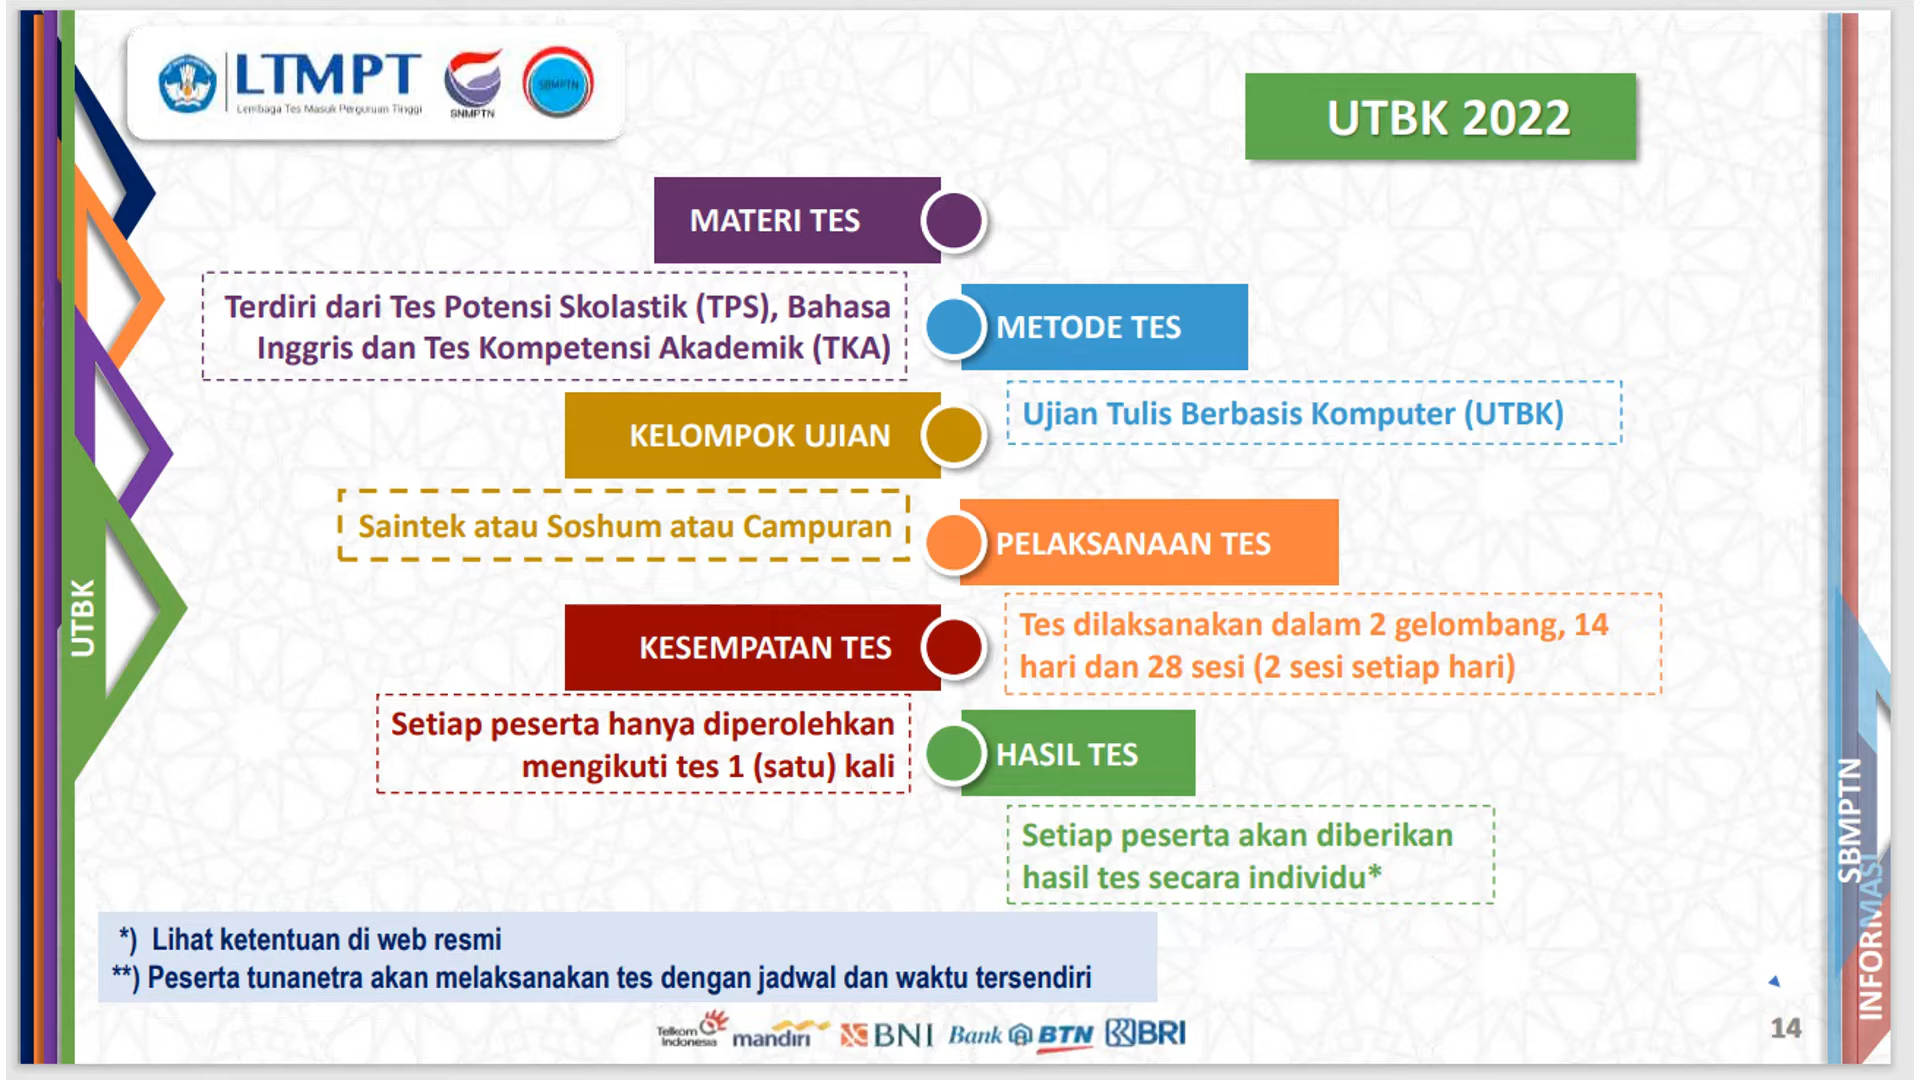 LTMPT
Lembaga Tes Masuk Perguruan Tinggi
SNMPTN
SBMPTN
UTBK 2022
MATERI TES
Terdiri dari Tes Potensi Skolastik (TPS), Bahasa
Inggris dan Tes Kompetensi Akademik (TKA)
METODE TES
Ujian Tulis Berbasis Komputer (UTBK)
KELOMPOK UJIAN
Saintek atau Soshum atau Campuran
PELAKSANAAN TES
Tes dilaksanakan dalam 2 gelombang, 14
hari dan 28 sesi (2 sesi setiap hari)
KESEMPATAN TES
Setiap peserta hanya diperolehkan
mengikuti tes 1 (satu) kali
HASIL TES
Setiap peserta akan diberikan
hasil tes secara individu*
*) Lihat ketentuan di web resmi
**) Peserta tunanetra akan melaksanakan tes dengan jadwal dan waktu tersendiri
UTBK
SBMPTN
INFORMASI
Telkom
Indonesia
mandiri
BNI
Bank BTN
BRI
14